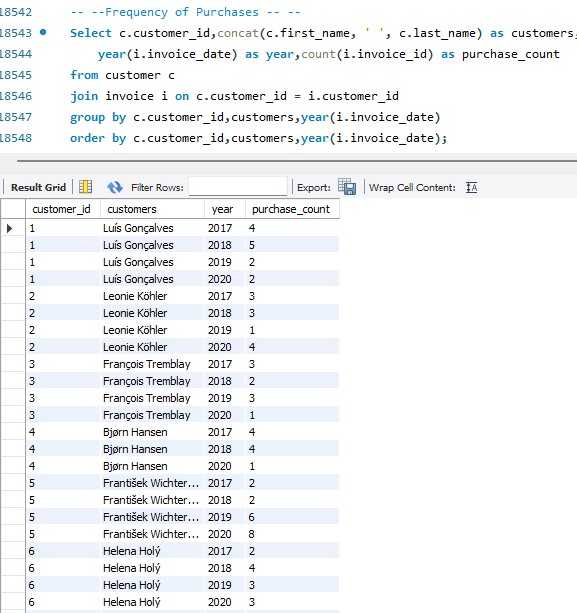 18542 -- --Frequency of Purchases -- --
18543 Select c.customer_id,concat(c.first_name, ' ', c.last_name) as customers,
18544 year(i.invoice_date) as year,count(i.invoice_id) as purchase_count
18545 from customer c
18546 join invoice i on c.customer_id = i.customer_id
18547 group by c.customer_id,customers,year(i.invoice_date)
18548 order by c.customer_id,customers,year(i.invoice_date);
Result Grid Filter Rows: Export: Wrap Cell Content: IA
customer_id customers year purchase_count
1 Luís Gonçalves 2017 4
1 Luís Gonçalves 2018 5
1 Luís Gonçalves 2019 2
1 Luís Gonçalves 2020 2
2 Leonie Köhler 2017 3
2 Leonie Köhler 2018 3
2 Leonie Köhler 2019 1
2 Leonie Köhler 2020 4
3 François Tremblay 2017 3
3 François Tremblay 2018 2
3 François Tremblay 2019 3
3 François Tremblay 2020 1
4 Bjørn Hansen 2017 4
4 Bjørn Hansen 2018 4
4 Bjørn Hansen 2020 1
5 František Wichter... 2017 2
5 František Wichter... 2018 2
5 František Wichter... 2019 6
5 František Wichter... 2020 8
6 Helena Holý 2017 2
6 Helena Holý 2018 4
6 Helena Holý 2019 3
6 Helena Holý 2020 3